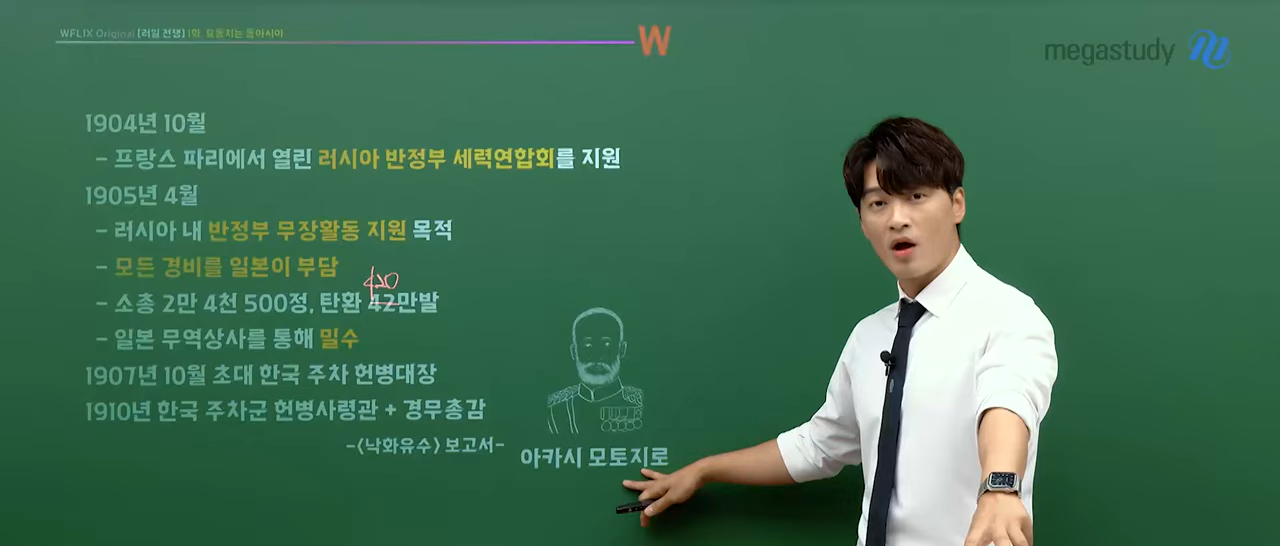 WFLIX Original [러일 전쟁] 1화. 요동치는 동아시아
W
megastudy
1904년 10월
- 프랑스 파리에서 열린 러시아 반정부 세력연합회를 지원
1905년 4월
- 러시아 내 반정부 무장활동 지원 목적
- 모든 경비를 일본이 부담
420
- 소총 2만 4천 500정, 탄환 42만발
- 일본 무역상사를 통해 밀수
1907년 10월 초대 한국 주차 헌병대장
1910년 한국 주차군 헌병사령관 + 경무총감
-<낙화유수> 보고서-
아카시 모토지로